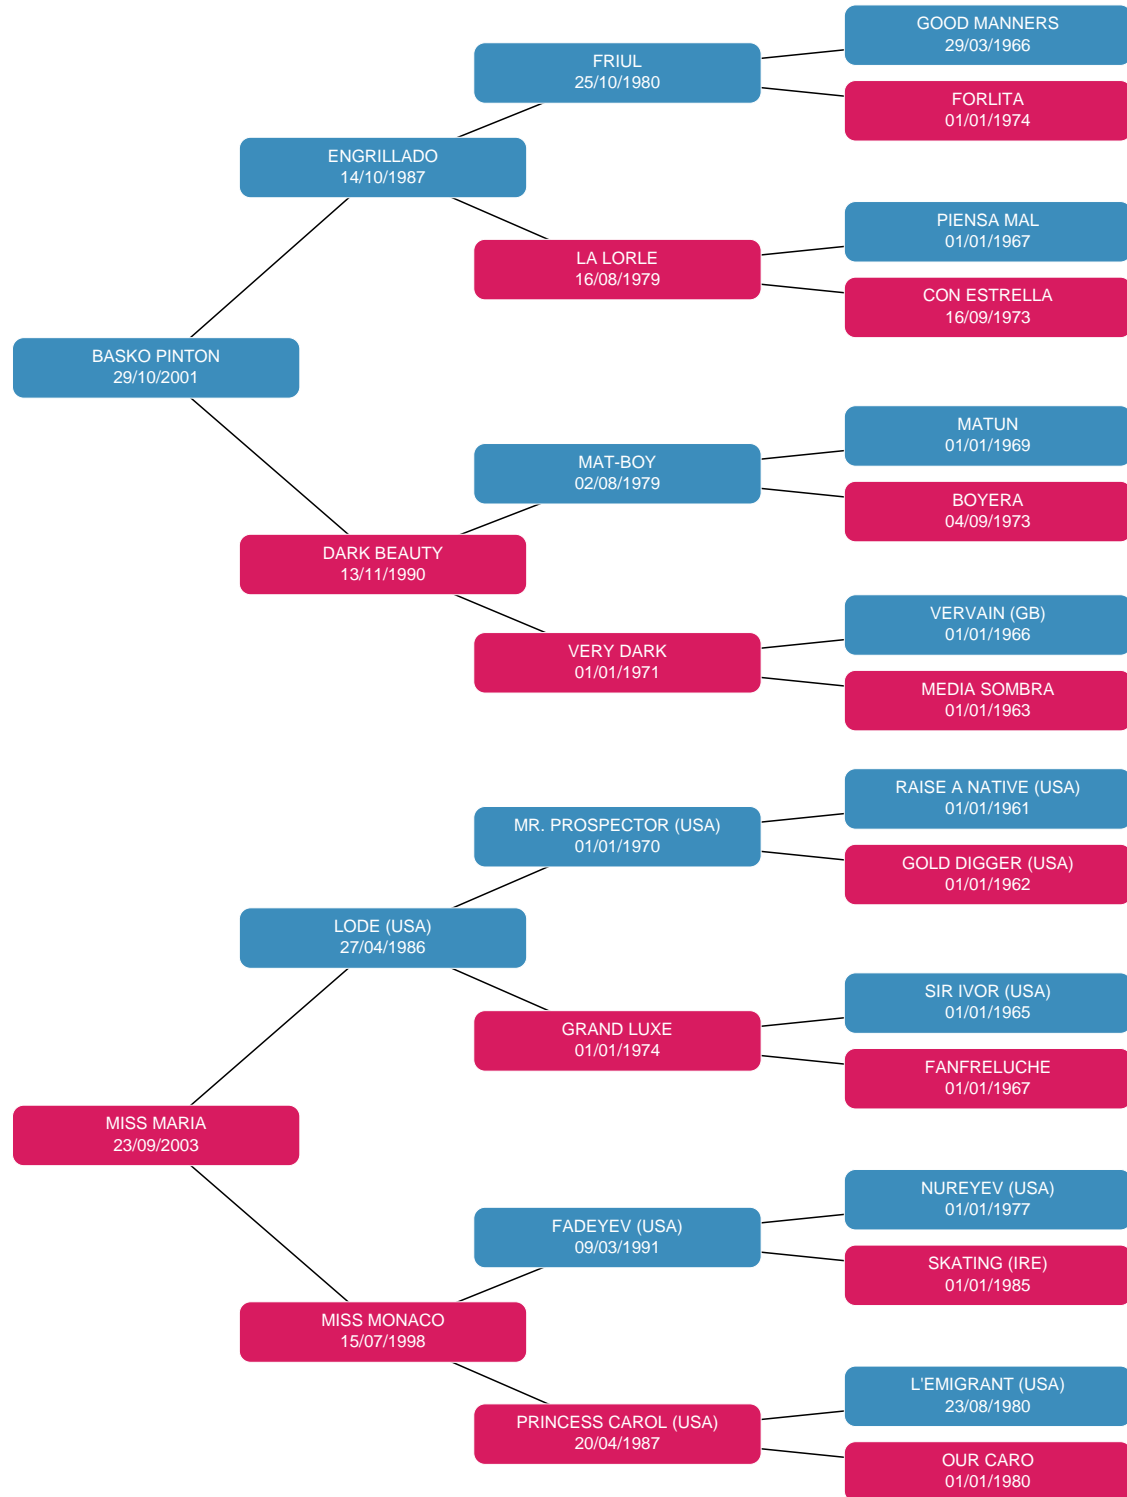 GOOD MANNERS
29/03/1966
FRIUL
25/10/1980
FORLITA
01/01/1974
ENGRILLADO
14/10/1987
PIENSA MAL
01/01/1967
LA LORLE
16/08/1979
CON ESTRELLA
16/09/1973
BASKO PINTON
29/10/2001
MATUN
01/01/1969
MAT-BOY
02/08/1979
BOYERA
04/09/1973
DARK BEAUTY
13/11/1990
VERVAIN (GB)
01/01/1966
VERY DARK
01/01/1971
MEDIA SOMBRA
01/01/1963
RAISE A NATIVE (USA)
01/01/1961
MR. PROSPECTOR (USA)
01/01/1970
GOLD DIGGER (USA)
01/01/1962
LODE (USA)
27/04/1986
SIR IVOR (USA)
01/01/1965
GRAND LUXE
01/01/1974
FANFRELUCHE
01/01/1967
MISS MARIA
23/09/2003
NUREYEV (USA)
01/01/1977
FADEYEV (USA)
09/03/1991
SKATING (IRE)
01/01/1985
MISS MONACO
15/07/1998
L'EMIGRANT (USA)
23/08/1980
PRINCESS CAROL (USA)
20/04/1987
OUR CARO
01/01/1980